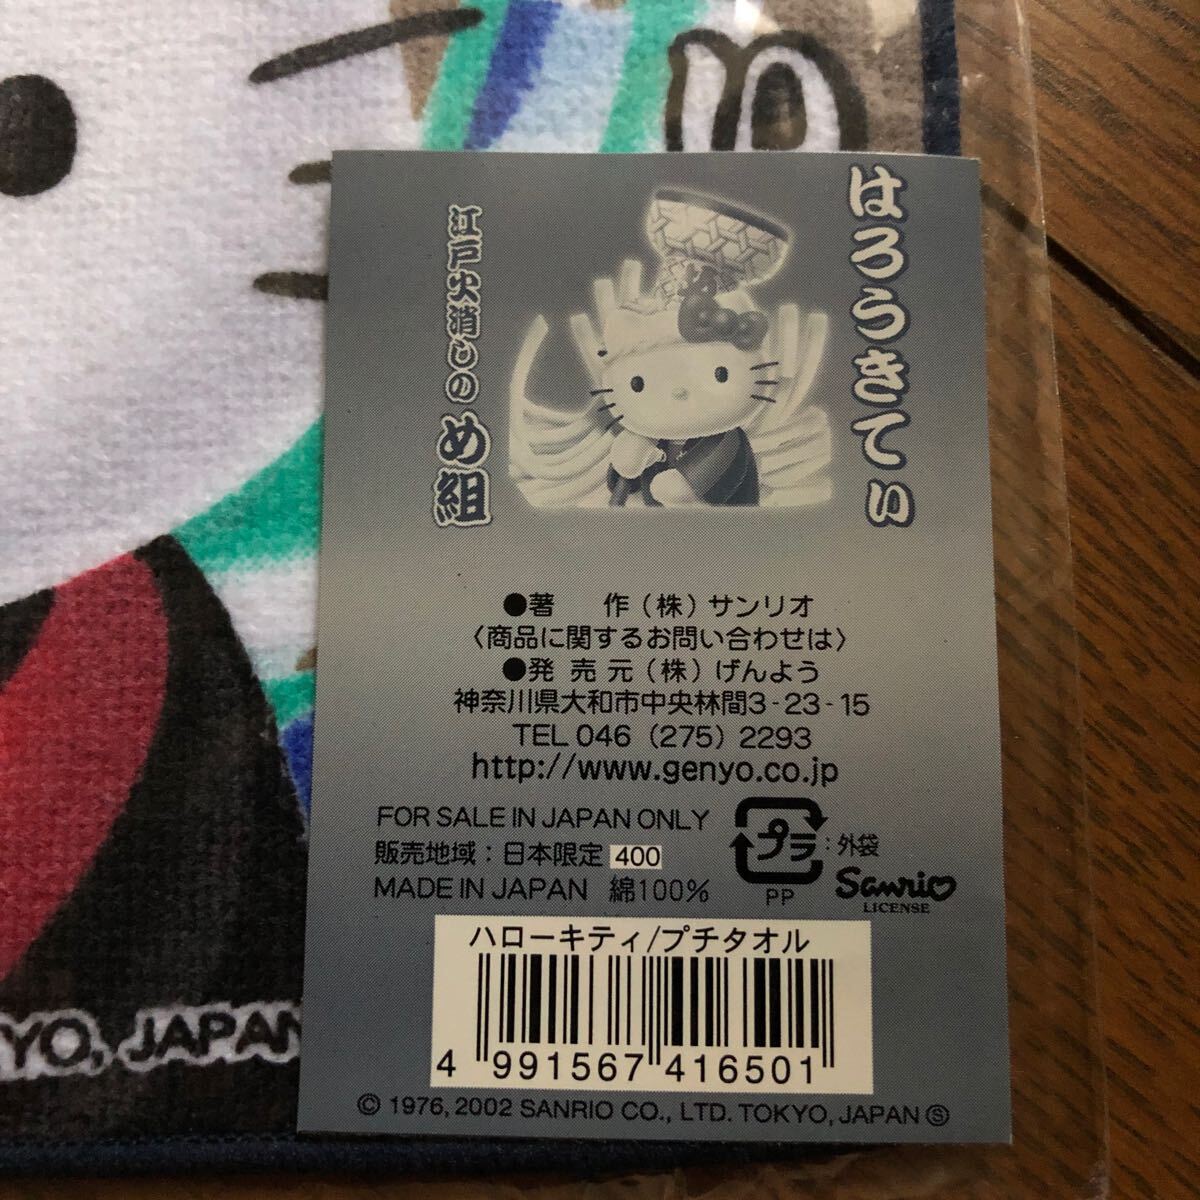 はろうきてぃ
江戸火消しの め組
●著 作(株)サンリオ
〈商品に関するお問い合わせは〉
●発 売 元(株)げんよう
神奈川県大和市中央林間3-23-15
TEL 046 (275) 2293
http://www.genyo.co.jp
FOR SALE IN JAPAN ONLY
販売地域:日本限定 400
MADE IN JAPAN 綿100%
プラ :外袋
PP
Sanrio
LICENSE
ハローキティ/プチタオル
4 991567 416501
© 1976, 2002 SANRIO CO., LTD. TOKYO, JAPAN Ⓢ
YO, JAPAN